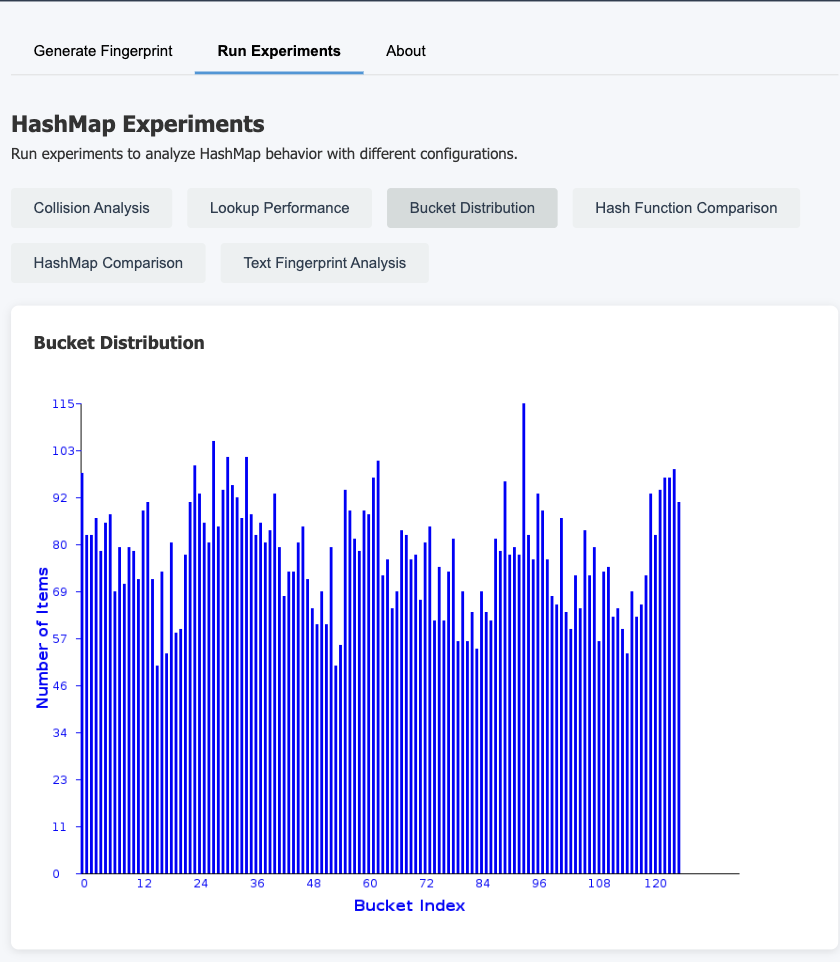 Generate Fingerprint Run Experiments About
HashMap Experiments
Run experiments to analyze HashMap behavior with different configurations.
Collision Analysis Lookup Performance Bucket Distribution Hash Function Comparison
HashMap Comparison Text Fingerprint Analysis
Bucket Distribution
115
103
92
80
69
57
46
34
23
11
0
Number of Items
0 12 24 36 48 60 72 84 96 108 120
Bucket Index